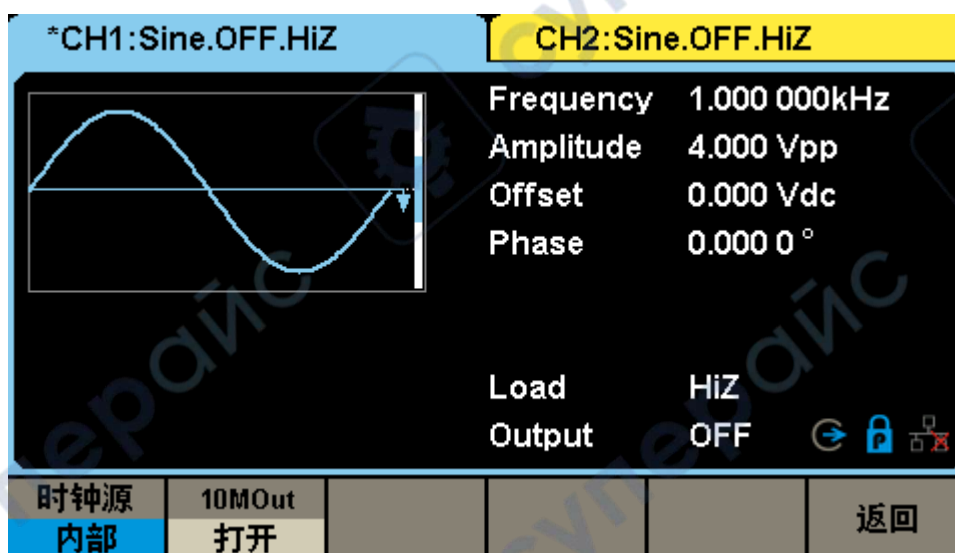 *CH1:Sine.OFF.HiZ
CH2:Sine.OFF.HiZ
Frequency 1.000 000kHz
Amplitude 4.000 Vpp
Offset 0.000 Vdc
Phase 0.000 0 °
Load HiZ
Output OFF
时钟源 10MOut 返回
内部 打开
суперайс